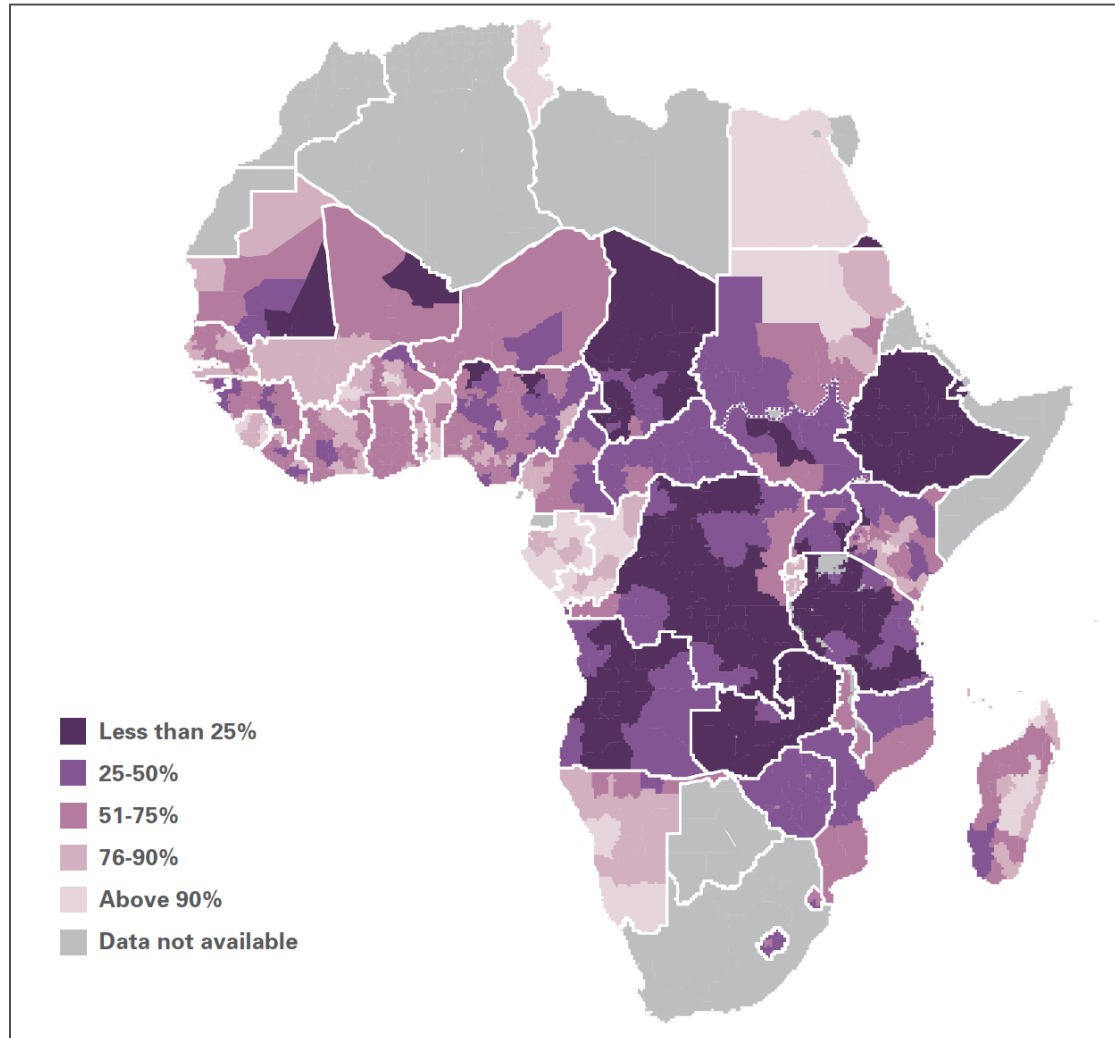 Less than 25%
25-50%
51-75%
76-90%
Above 90%
Data not available